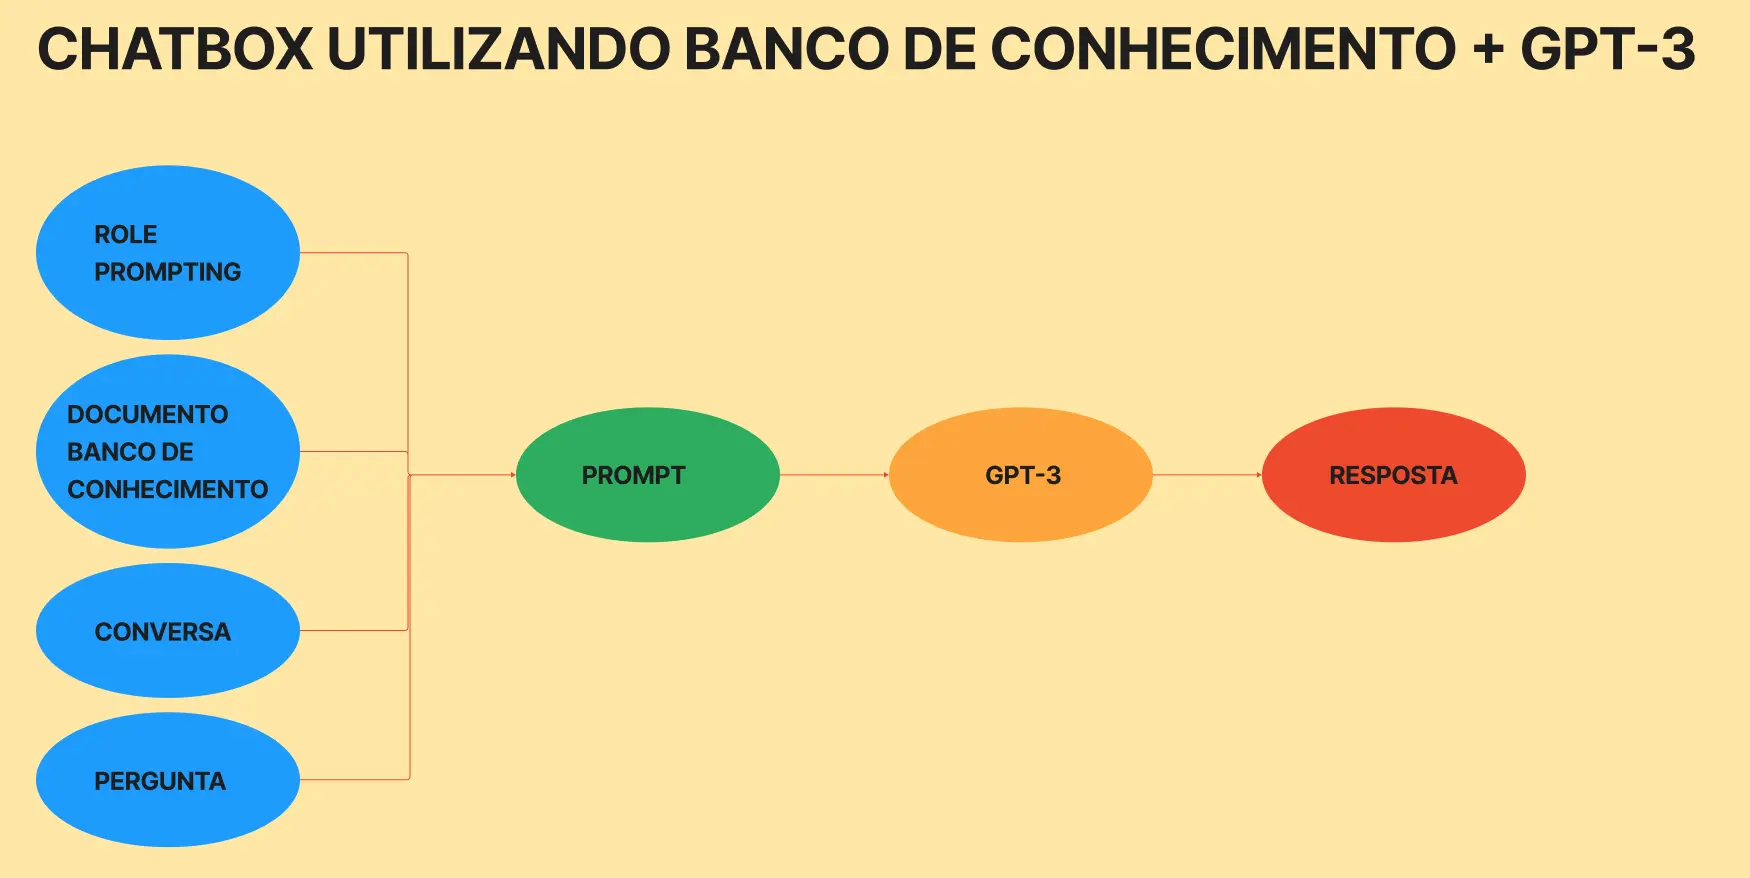 CHATBOX UTILIZANDO BANCO DE CONHECIMENTO + GPT-3
ROLE
PROMPTING
DOCUMENTO
BANCO DE
CONHECIMENTO
CONVERSA
PERGUNTA
PROMPT
GPT-3
RESPOSTA